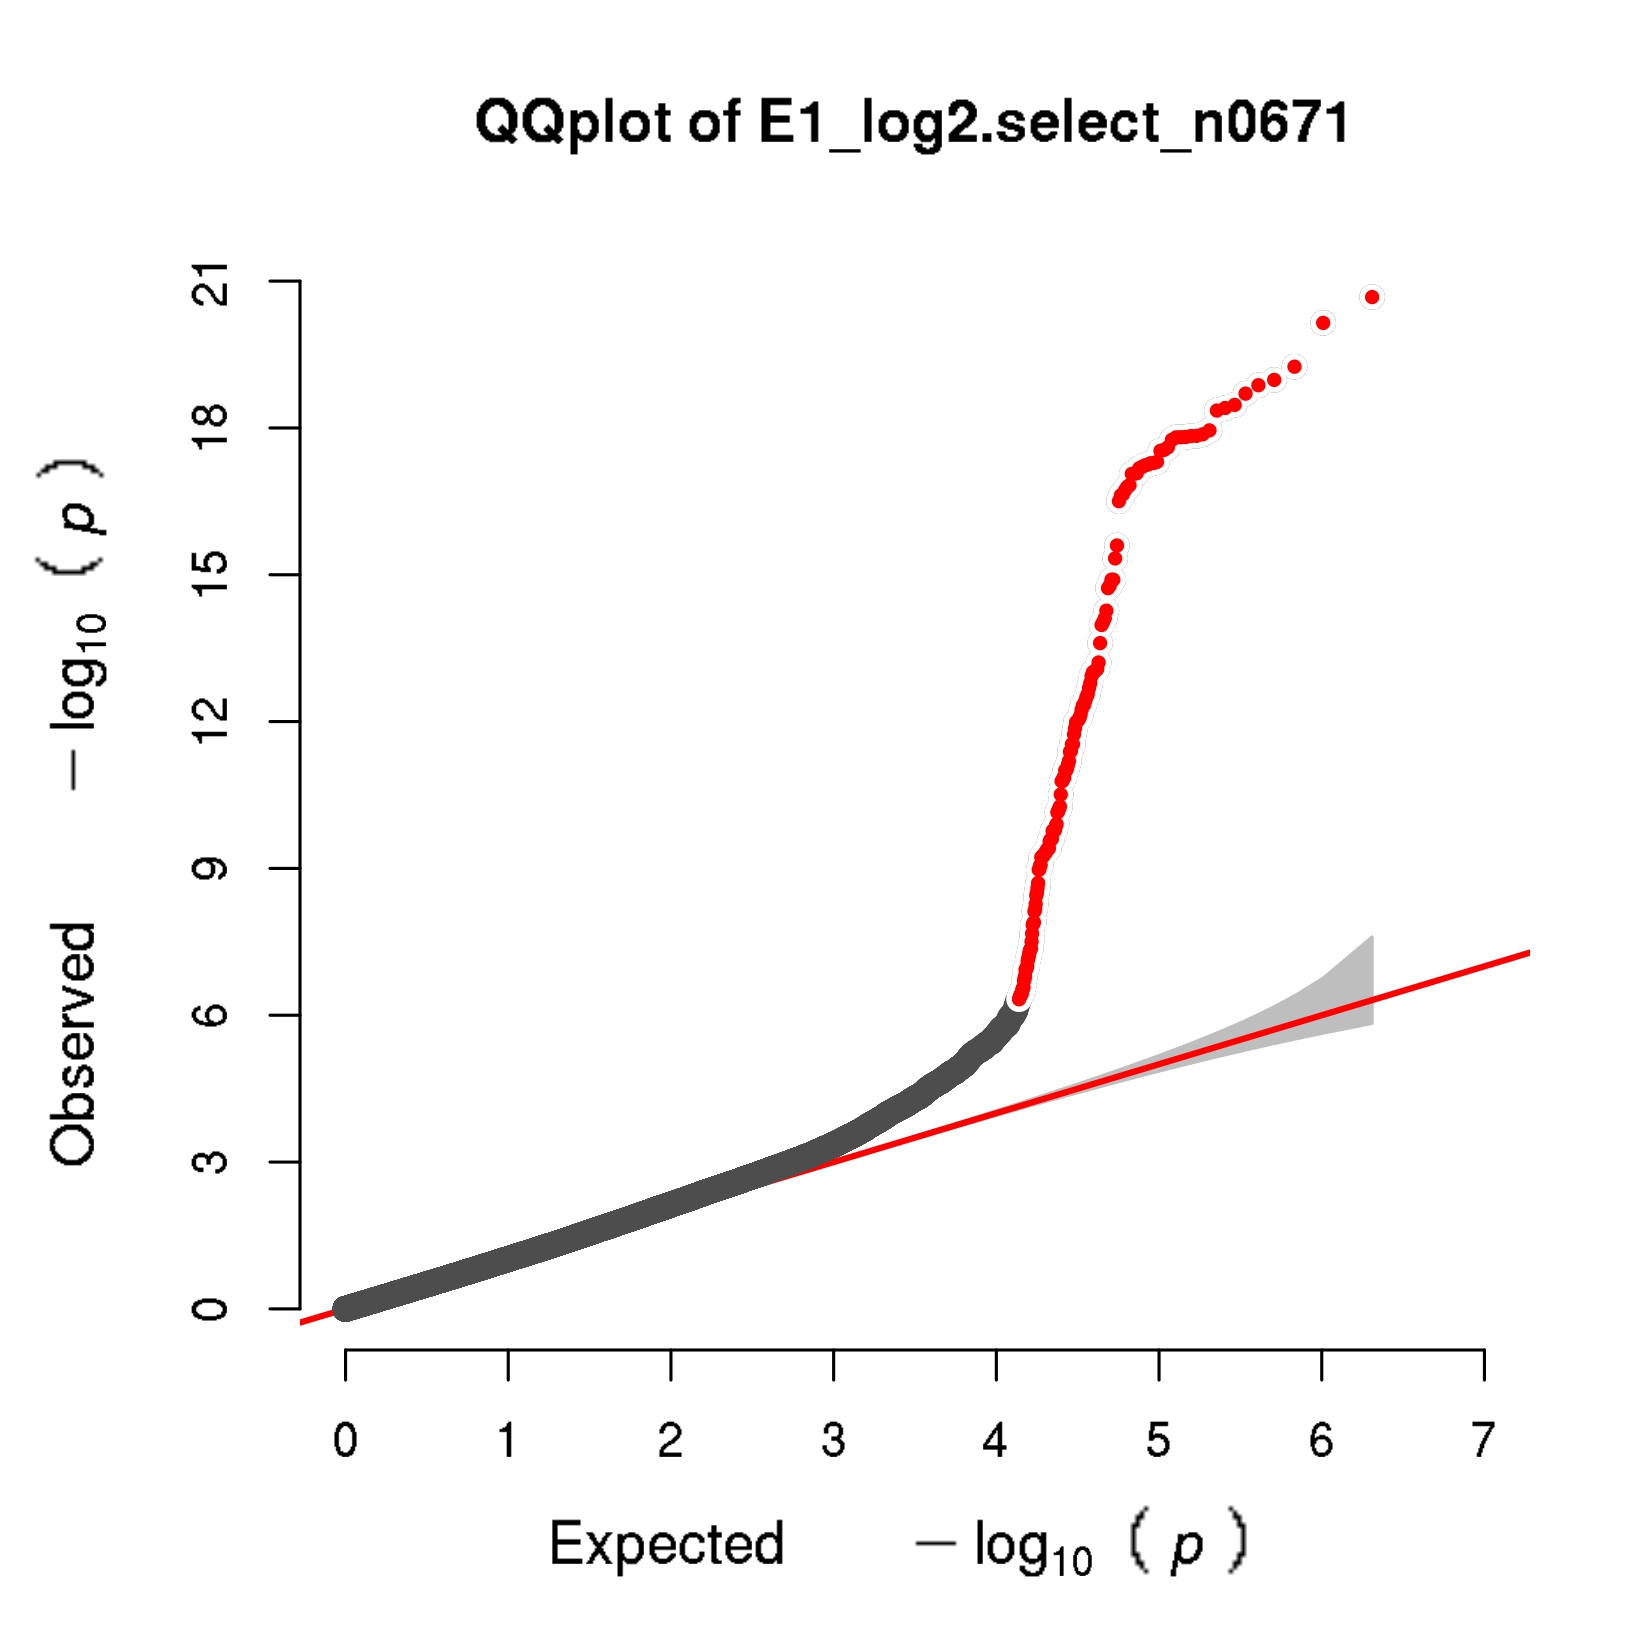 QQplot of E1_log2.select_n0671
Observed −log10 (p)
21
18
15
12
9
6
3
0
0 1 2 3 4 5 6 7
Expected −log10 (p)